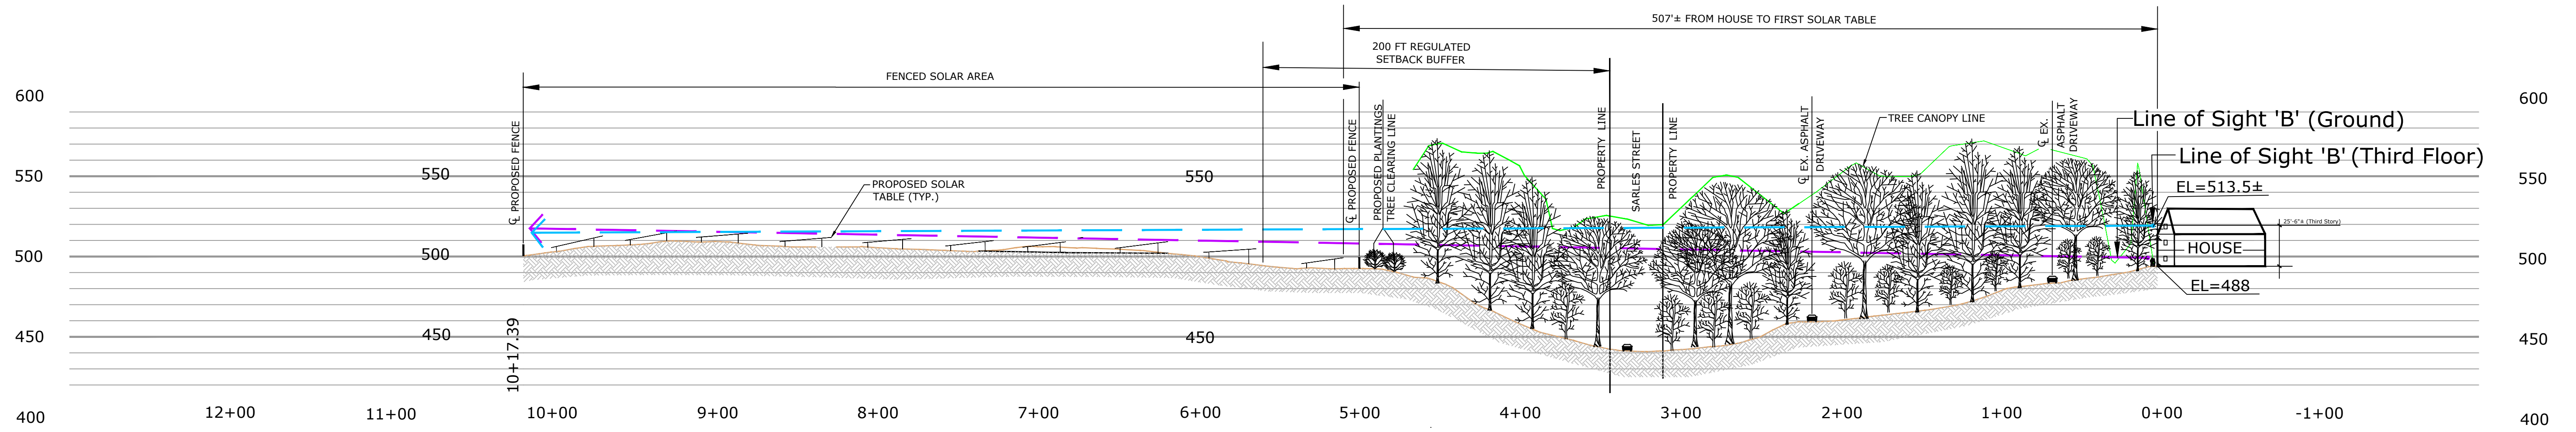 507'± FROM HOUSE TO FIRST SOLAR TABLE
200 FT REGULATED
SETBACK BUFFER
FENCED SOLAR AREA
600
600
℄ PROPOSED FENCE
℄ PROPOSED FENCE
PROPOSED PLANTINGS
TREE CLEARING LINE
PROPERTY LINE
SARLES STREET
PROPERTY LINE
℄ EX. ASPHALT
DRIVEWAY
TREE CANOPY LINE
℄ EX.
ASPHALT
DRIVEWAY
Line of Sight 'B' (Ground)
Line of Sight 'B' (Third Floor)
550
550
550
550
PROPOSED SOLAR
TABLE (TYP.)
EL=513.5±
25'-6"± (Third Story)
HOUSE
500
500
500
EL=488
450
450
450
450
10+17.39
400
12+00
11+00
10+00
9+00
8+00
7+00
6+00
5+00
4+00
3+00
2+00
1+00
0+00
-1+00
400